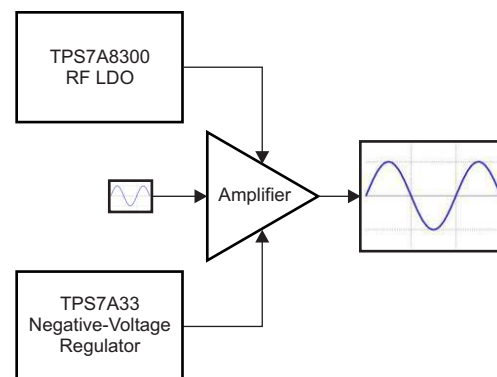 TPS7A8300
RF LDO
Amplifier
TPS7A33
Negative-Voltage
Regulator